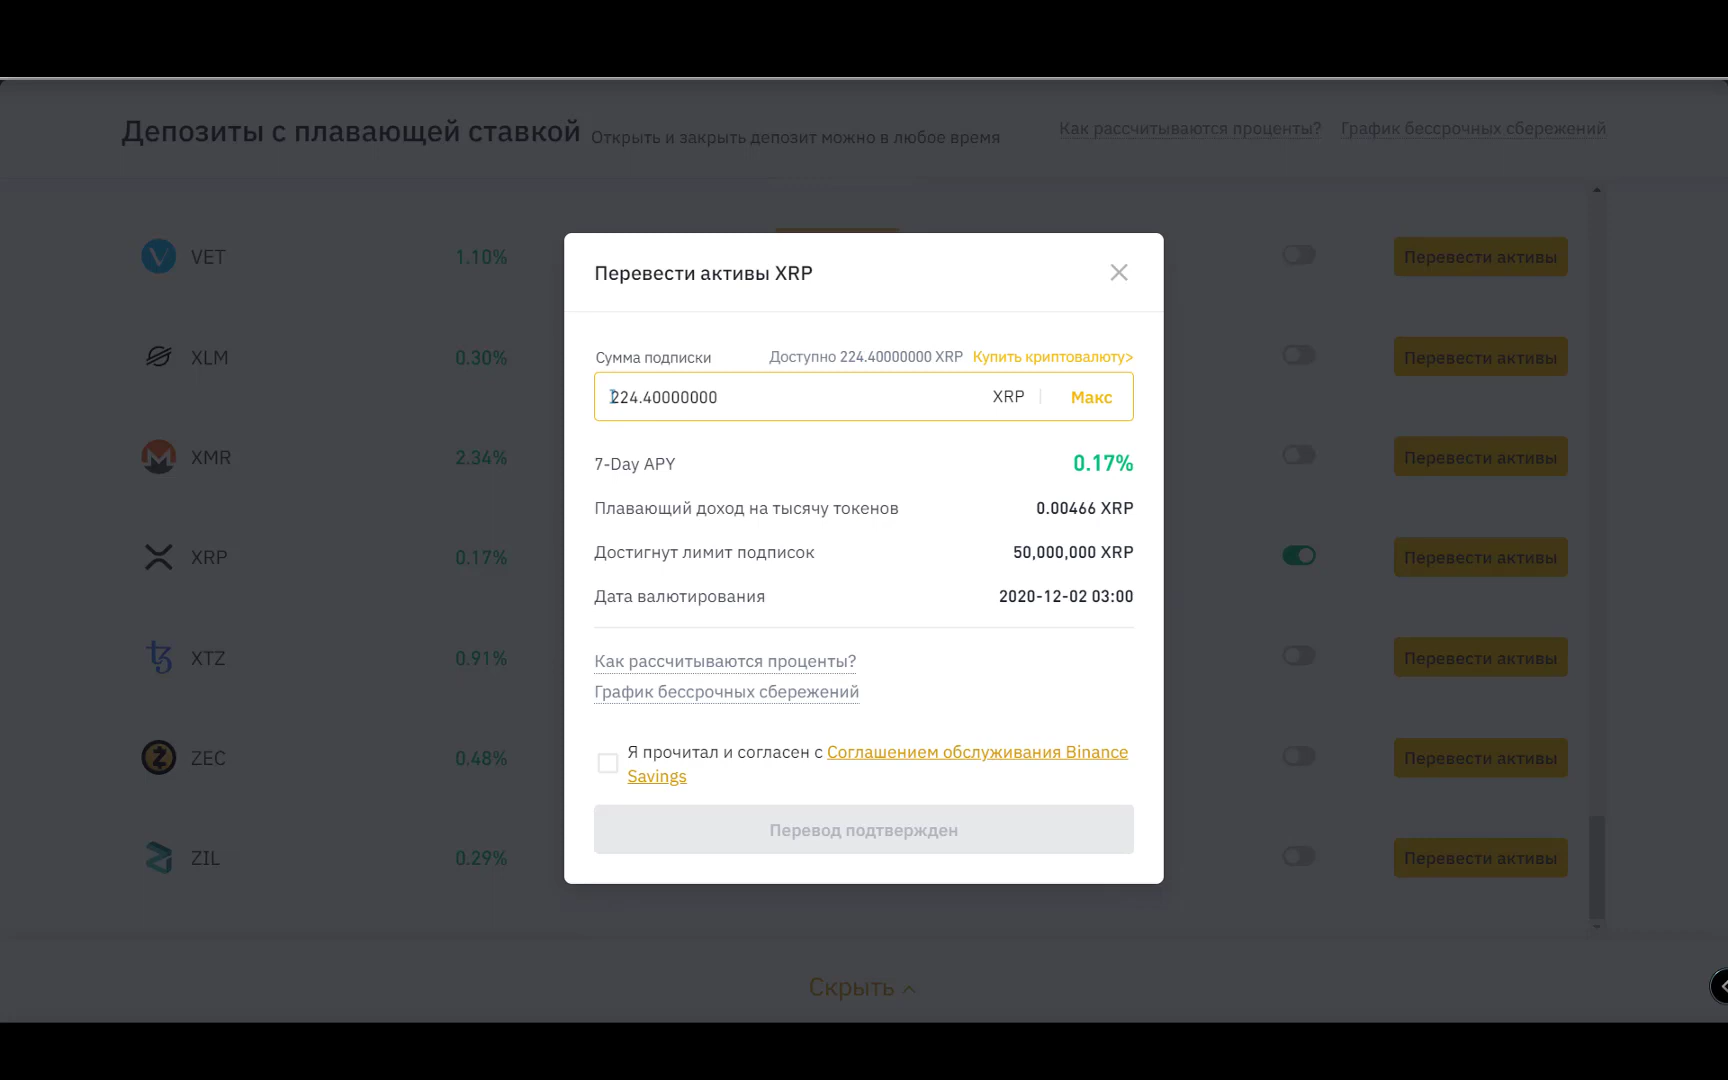 Депозиты с плавающей ставкой Открыть и закрыть депозит можно в любое время Как рассчитываются проценты? График бессрочных сбережений
VET 1.10% Перевести активы
XLM 0.30% Перевести активы
XMR 2.34% Перевести активы
XRP 0.17% Перевести активы
XTZ 0.91% Перевести активы
ZEC 0.48% Перевести активы
ZIL 0.29% Перевести активы
Перевести активы XRP
Сумма подписки Доступно 224.40000000 XRP Купить криптовалюту>
224.40000000 XRP Макс
7-Day APY 0.17%
Плавающий доход на тысячу токенов 0.00466 XRP
Достигнут лимит подписок 50,000,000 XRP
Дата валютирования 2020-12-02 03:00
Как рассчитываются проценты?
График бессрочных сбережений
Я прочитал и согласен с Соглашением обслуживания Binance
Savings
Перевод подтвержден
Скрыть